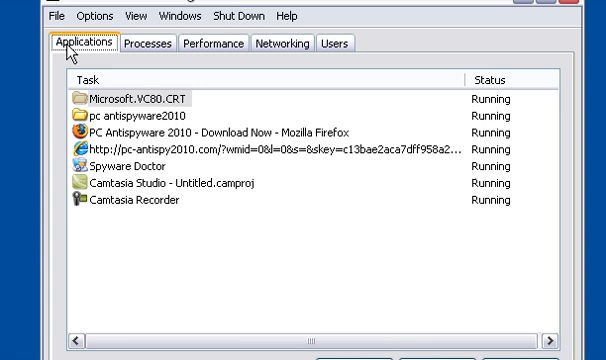 File Options View Windows Shut Down Help
Applications Processes Performance Networking Users
Task Status
Microsoft.VC80.CRT Running
pc antispyware2010 Running
PC Antispyware 2010 - Download Now - Mozilla Firefox Running
http://pc-antispy2010.com/?wmid=0&l=0&s=&skey=c13bae2aca7dff958a2... Running
Spyware Doctor Running
Camtasia Studio - Untitled.camproj Running
Camtasia Recorder Running